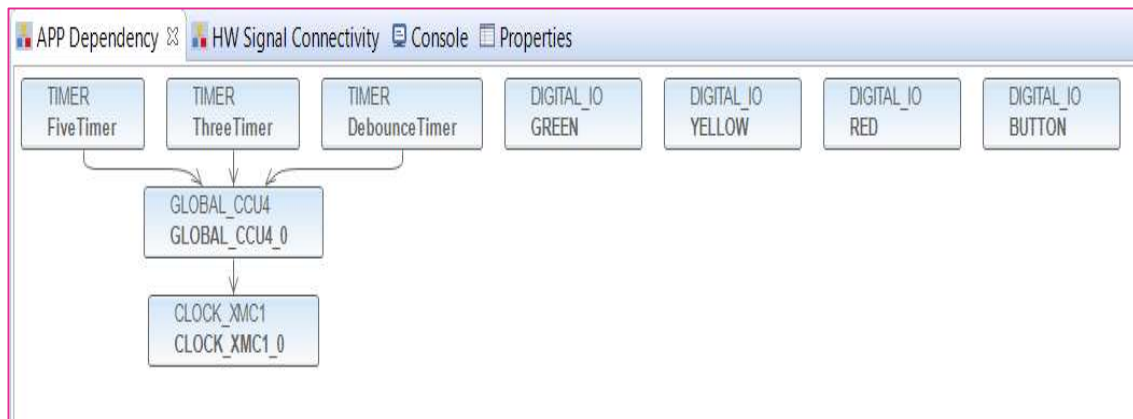 APP Dependency HW Signal Connectivity Console Properties
TIMER
FiveTimer
TIMER
ThreeTimer
TIMER
DebounceTimer
DIGITAL_IO
GREEN
DIGITAL_IO
YELLOW
DIGITAL_IO
RED
DIGITAL_IO
BUTTON
GLOBAL_CCU4
GLOBAL_CCU4_0
CLOCK_XMC1
CLOCK_XMC1_0